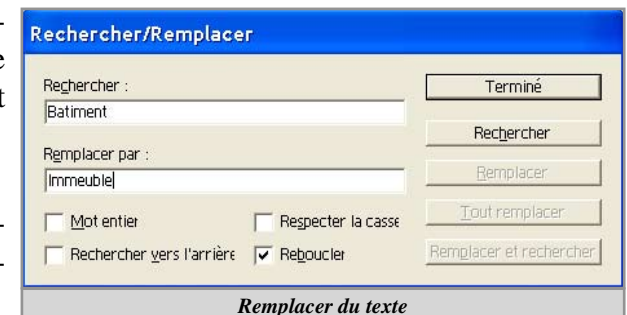 Rechercher/Remplacer
Rechercher :
Batiment
Remplacer par :
Immeuble
Mot entier
Respecter la casse
Rechercher vers l'arrière
Reboucler
Terminé
Rechercher
Remplacer
Tout remplacer
Remplacer et rechercher
Remplacer du texte